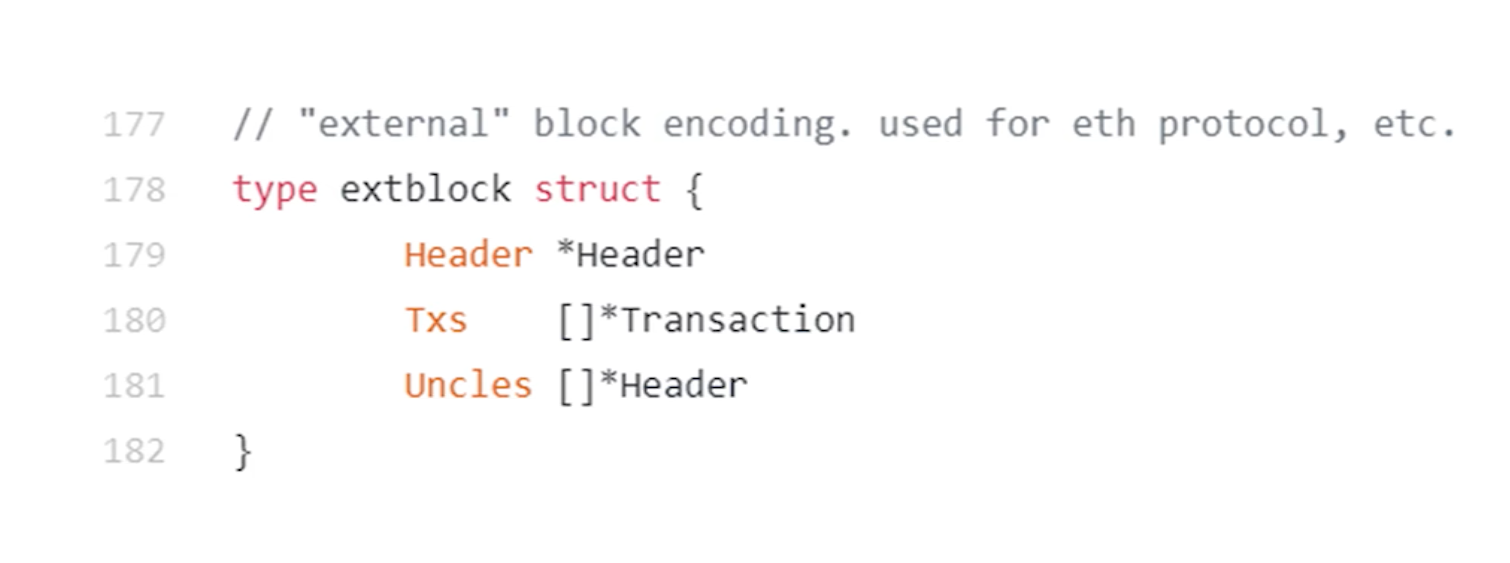 177 // "external" block encoding. used for eth protocol, etc.
178 type extblock struct {
179 Header *Header
180 Txs []*Transaction
181 Uncles []*Header
182 }